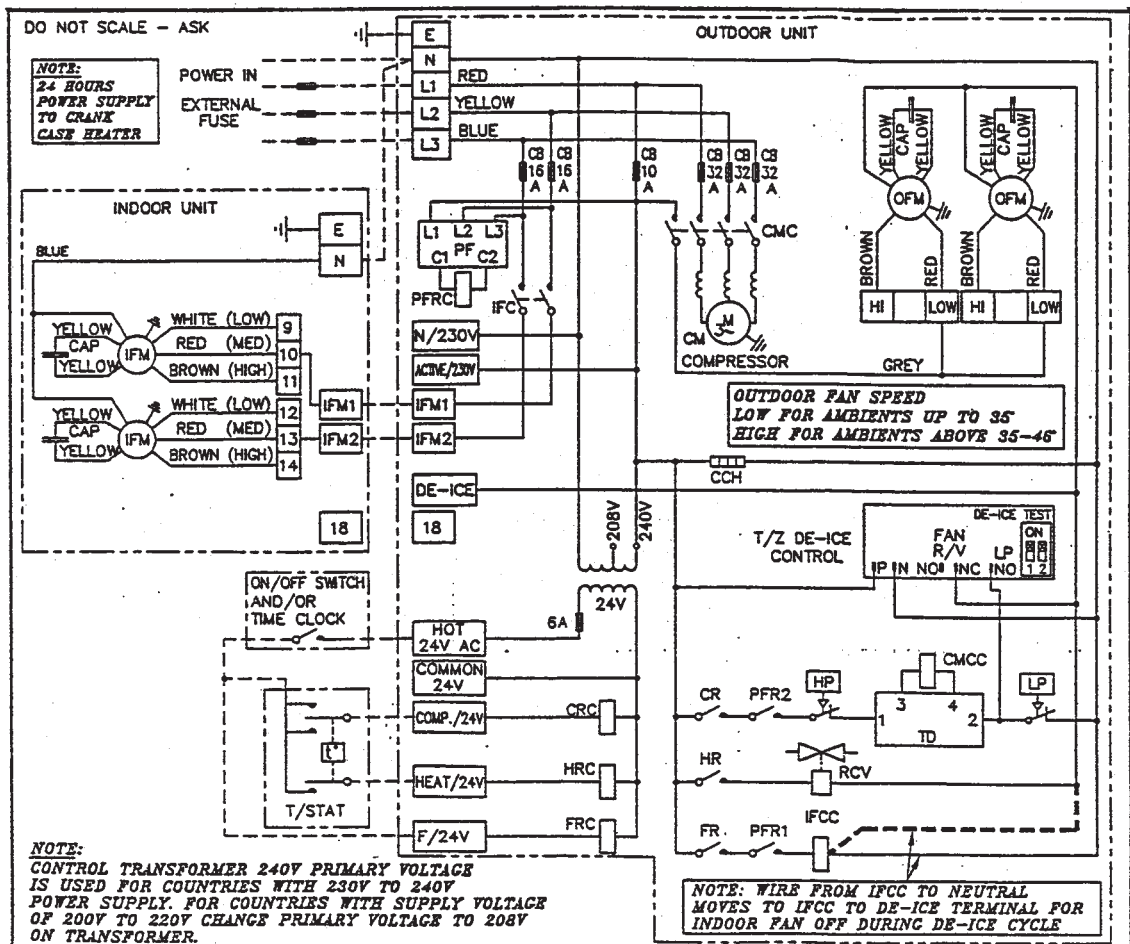 DO NOT SCALE - ASK
OUTDOOR UNIT
NOTE:
24 HOURS
POWER SUPPLY
TO CRANK
CASE HEATER
POWER IN
EXTERNAL
FUSE
E
N
L1
L2
L3
RED
YELLOW
BLUE
CB
16
A
CB
16
A
CB
10
A
CB
32
A
CB
32
A
CB
32
A
YELLOW
CAP
YELLOW
YELLOW
CAP
YELLOW
OFM
OFM
BROWN
RED
BROWN
RED
HI
LOW
HI
LOW
GREY
INDOOR UNIT
E
N
BLUE
L1 L2 L3
PF
C1 C2
PFRC
IFC
CMC
CM
M
3~
COMPRESSOR
YELLOW
CAP
YELLOW
IFM
WHITE (LOW)
RED (MED)
BROWN (HIGH)
9
10
11
YELLOW
CAP
YELLOW
IFM
WHITE (LOW)
RED (MED)
BROWN (HIGH)
12
13
14
IFM1
IFM2
18
N/230V
ACTIVE/230V
IFM1
IFM2
DE-ICE
18
OUTDOOR FAN SPEED
LOW FOR AMBIENTS UP TO 35°
HIGH FOR AMBIENTS ABOVE 35-46°
CCH
208V
240V
24V
6A
T/Z DE-ICE
CONTROL
DE-ICE TEST
ON
1 2
FAN
R/V
LP
P
N
NO
NC
NO
ON/OFF SWITCH
AND/OR
TIME CLOCK
HOT
24V AC
COMMON
24V
COMP./24V
HEAT/24V
F/24V
CRC
HRC
FRC
t°
T/STAT
CR
PFR2
HP
CMCC
1
3
4
2
TD
LP
HR
RCV
FR
PFR1
IFCC
NOTE:
CONTROL TRANSFORMER 240V PRIMARY VOLTAGE
IS USED FOR COUNTRIES WITH 230V TO 240V
POWER SUPPLY. FOR COUNTRIES WITH SUPPLY VOLTAGE
OF 200V TO 220V CHANGE PRIMARY VOLTAGE TO 208V
ON TRANSFORMER.
NOTE: WIRE FROM IFCC TO NEUTRAL
MOVES TO IFCC TO DE-ICE TERMINAL FOR
INDOOR FAN OFF DURING DE-ICE CYCLE